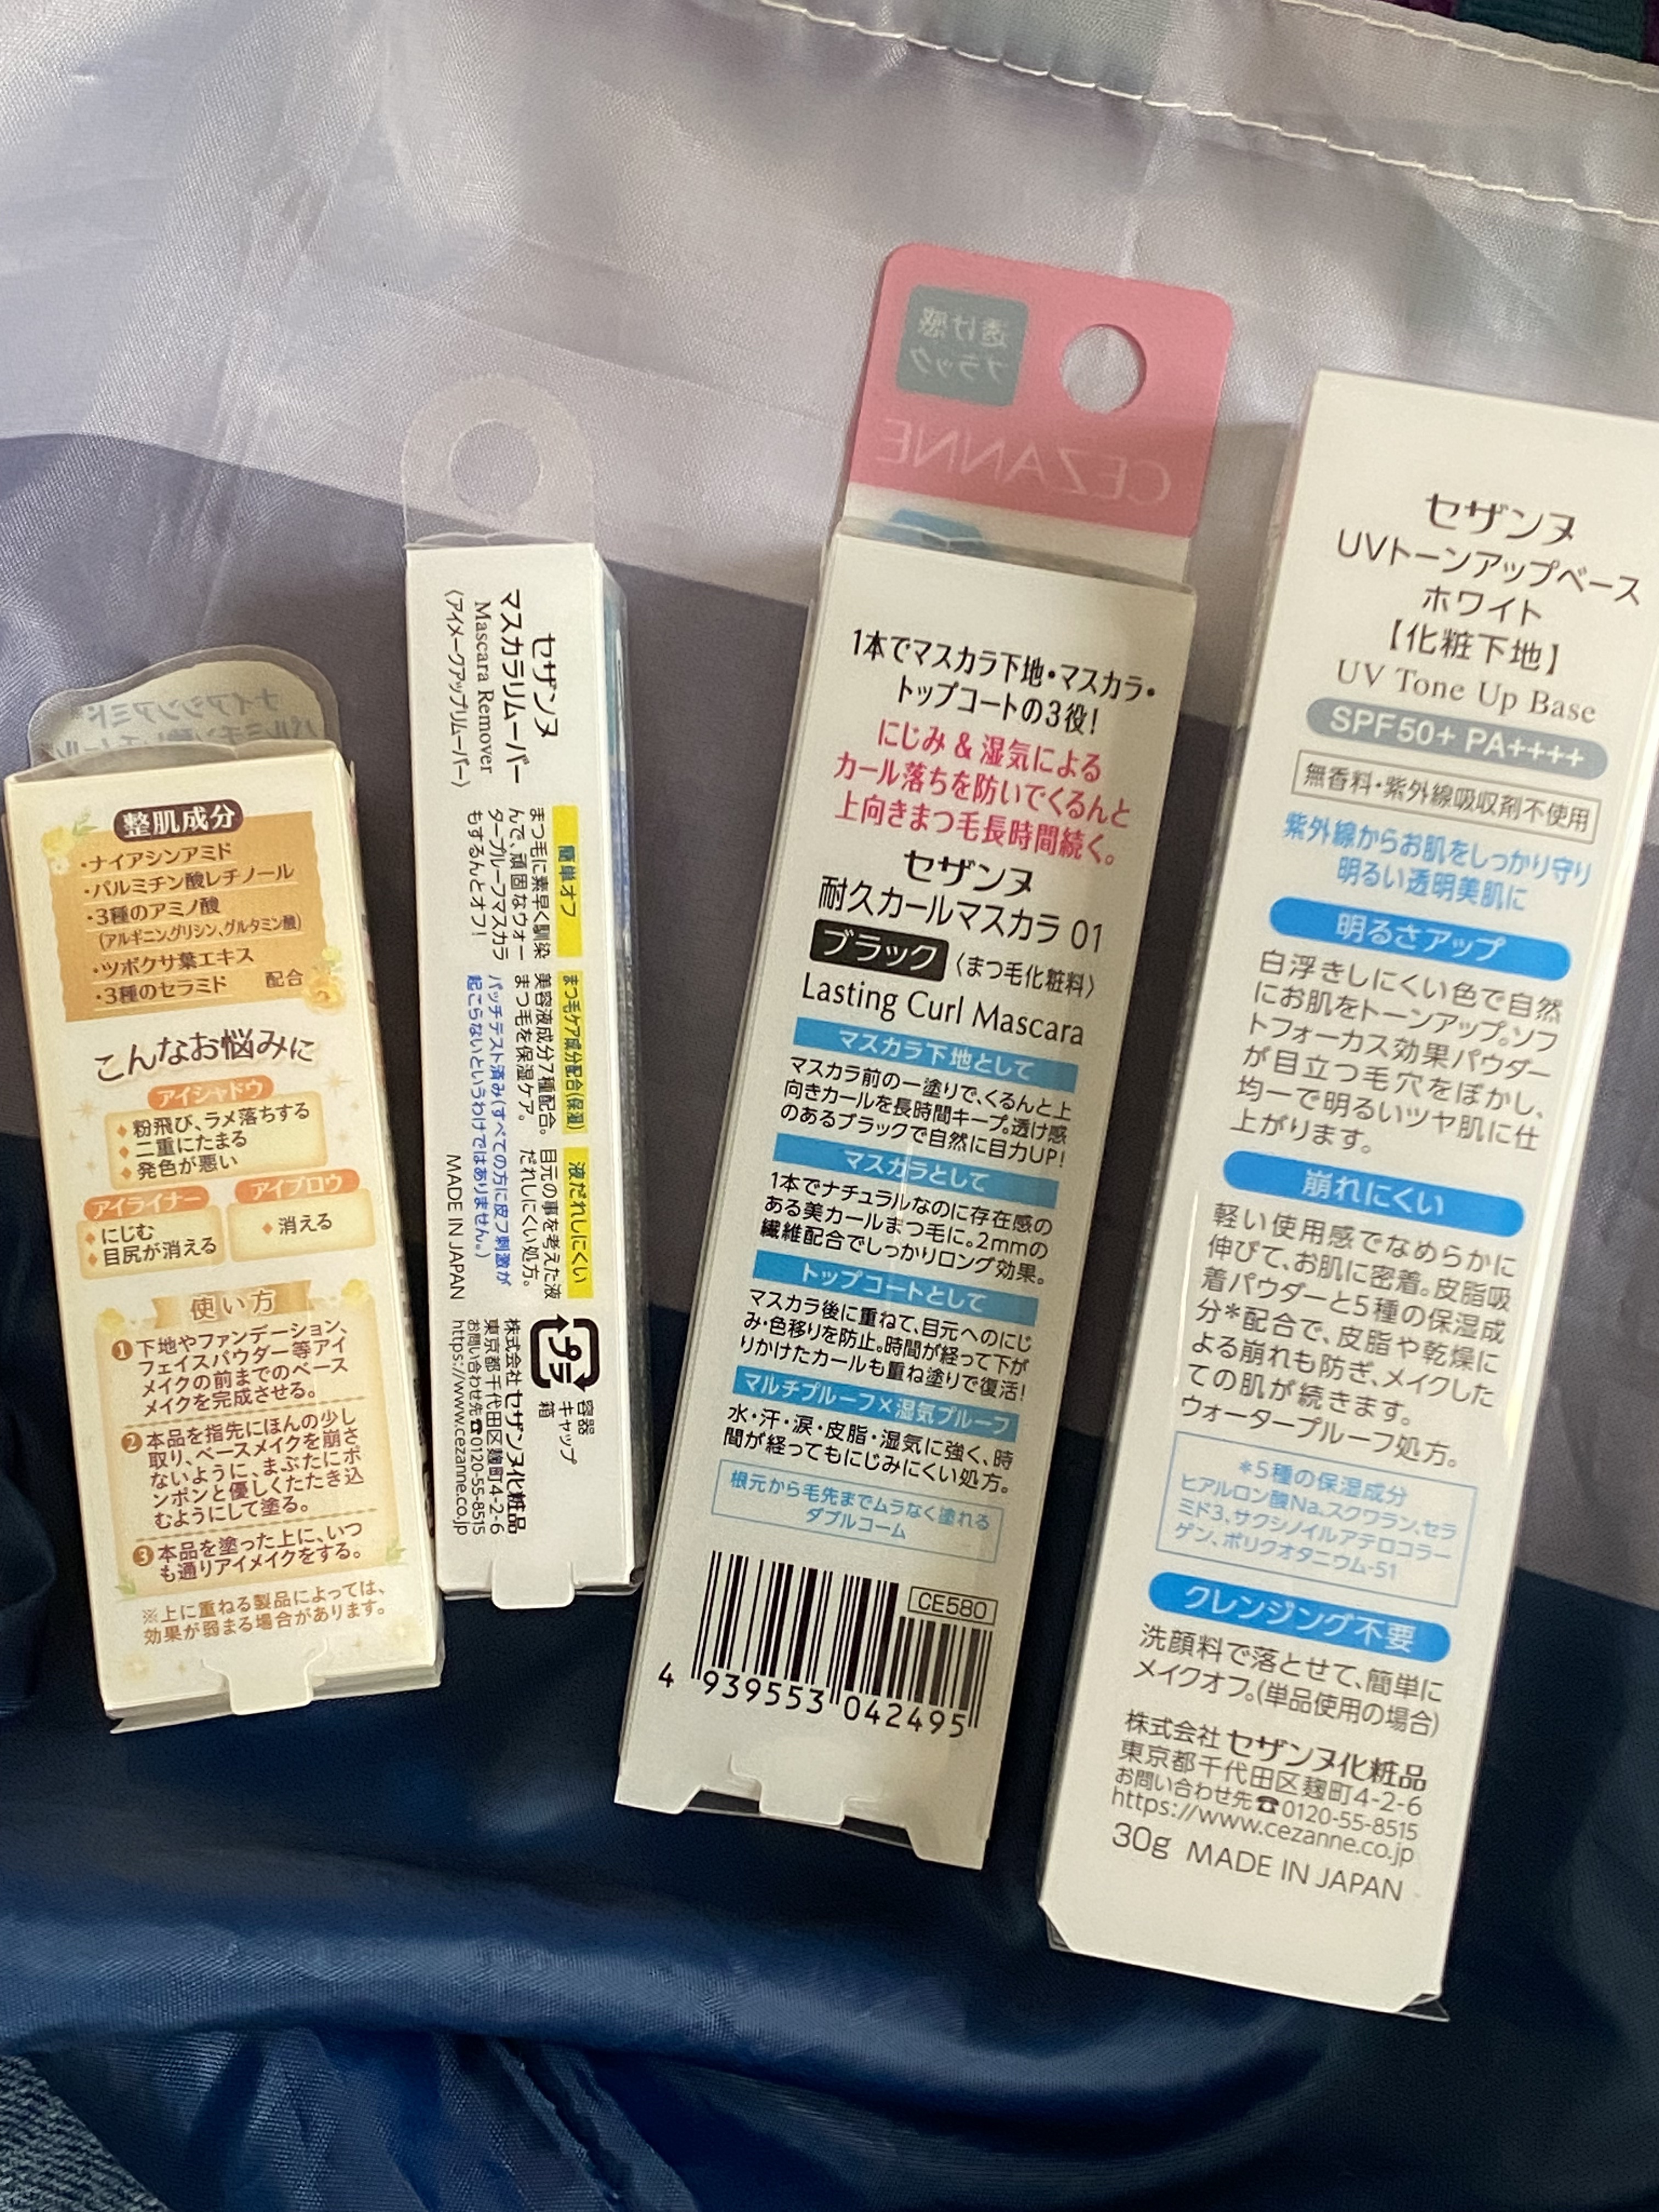 ナイアシンアミド
整肌成分
・ナイアシンアミド
・パルミチン酸レチノール
・3種のアミノ酸
(アルギニン,グリシン、グルタミン酸)
・ツボクサ葉エキス
・3種のセラミド 配合
こんなお悩みに
アイシャドウ
♦粉飛び、ラメ落ちする
♦二重にたまる
♦発色が悪い
アイライナー
♦にじむ
♦目尻が消える
アイブロウ
♦消える
使い方
❶下地やファンデーション、
フェイスパウダー等アイ
メイクの前までのベース
メイクを完成させる。
❷本品を指先にほんの少し
取り、ベースメイクを崩さ
ないように、まぶたにポ
ンポンと優しくたたき込
むようにして塗る。
❸本品を塗った上に、いつ
も通りアイメイクをする。
※上に重ねる製品によっては、
効果が弱まる場合があります。
セザンヌ
マスカラリムーバー
Mascara Remover
(アイメークアップリムーバー)
簡単オフ
まつ毛に素早く馴染
んで、頑固なウォー
タープルーフマスカラ
もするんとオフ!
まつ毛ケア成分配合(保湿)
美容液成分7種配合。
まつ毛を保湿ケア。
液だれしにくい
目元の事を考えた液
だれしにくい処方。
パッチテスト済み(すべての方に皮フ刺激が
起こらないというわけではありません。)
MADE IN JAPAN
プラ
容器
キャップ
箱
株式会社 セザンヌ化粧品
東京都千代田区麹町4-2-6
お問い合わせ先☎0120-55-8515
https://www.cezanne.co.jp
透け感
ブラック
CEZANNE
1本でマスカラ下地・マスカラ・
トップコートの3役!
にじみ & 湿気による
カール落ちを防いでくるんと
上向きまつ毛長時間続く。
セザンヌ
耐久カールマスカラ 01
ブラック 〈まつ毛化粧料〉
Lasting Curl Mascara
マスカラ下地として
マスカラ前の一塗りで、くるんと上
向きカールを長時間キープ。透け感
のあるブラックで自然に目力UP!
マスカラとして
1本でナチュラルなのに存在感の
ある美カールまつ毛に。2mmの
繊維配合でしっかりロング効果。
トップコートとして
マスカラ後に重ねて、目元へのにじ
み・色移りを防止。時間が経って下が
りかけたカールも重ね塗りで復活!
マルチプルーフ×湿気プルーフ
水・汗・涙・皮脂・湿気に強く、時
間が経ってもにじみにくい処方。
根元から毛先までムラなく塗れる
ダブルコーム
CE580
4 939553 042495
セザンヌ
UVトーンアップベース
ホワイト
【化粧下地】
UV Tone Up Base
SPF50+ PA++++
無香料・紫外線吸収剤不使用
紫外線からお肌をしっかり守り
明るい透明美肌に
明るさアップ
白浮きしにくい色で自然
にお肌をトーンアップ。ソフ
トフォーカス効果パウダー
が目立つ毛穴をぼかし、
均一で明るいツヤ肌に仕
上がります。
崩れにくい
軽い使用感でなめらかに
伸びて、お肌に密着。皮脂吸
着パウダーと5種の保湿成
分*配合で、皮脂や乾燥に
よる崩れも防ぎ、メイクした
ての肌が続きます。
ウォータープルーフ処方。
*5種の保湿成分
ヒアルロン酸Na、スクワラン、セラ
ミド3、サクシノイルアテロコラー
ゲン、ポリクオタニウム-51
クレンジング不要
洗顔料で落とせて、簡単に
メイクオフ。(単品使用の場合)
株式会社 セザンヌ化粧品
東京都千代田区麹町4-2-6
お問い合わせ先☎0120-55-8515
https://www.cezanne.co.jp
30g MADE IN JAPAN